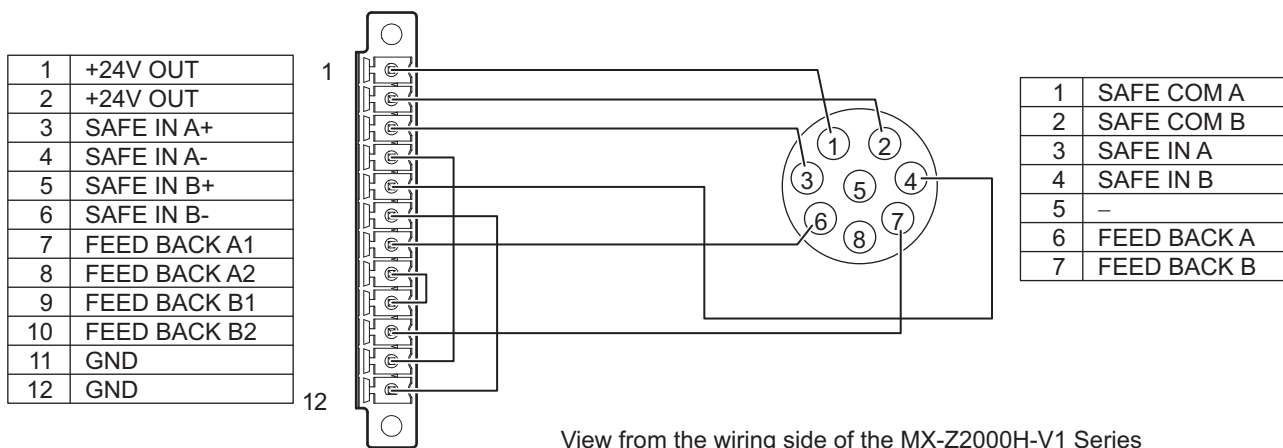 1 +24V OUT
2 +24V OUT
3 SAFE IN A+
4 SAFE IN A-
5 SAFE IN B+
6 SAFE IN B-
7 FEED BACK A1
8 FEED BACK A2
9 FEED BACK B1
10 FEED BACK B2
11 GND
12 GND
1
12
1 2
3 5 4
6 8 7
1 SAFE COM A
2 SAFE COM B
3 SAFE IN A
4 SAFE IN B
5 –
6 FEED BACK A
7 FEED BACK B
View from the wiring side of the MX-Z2000H-V1 Series